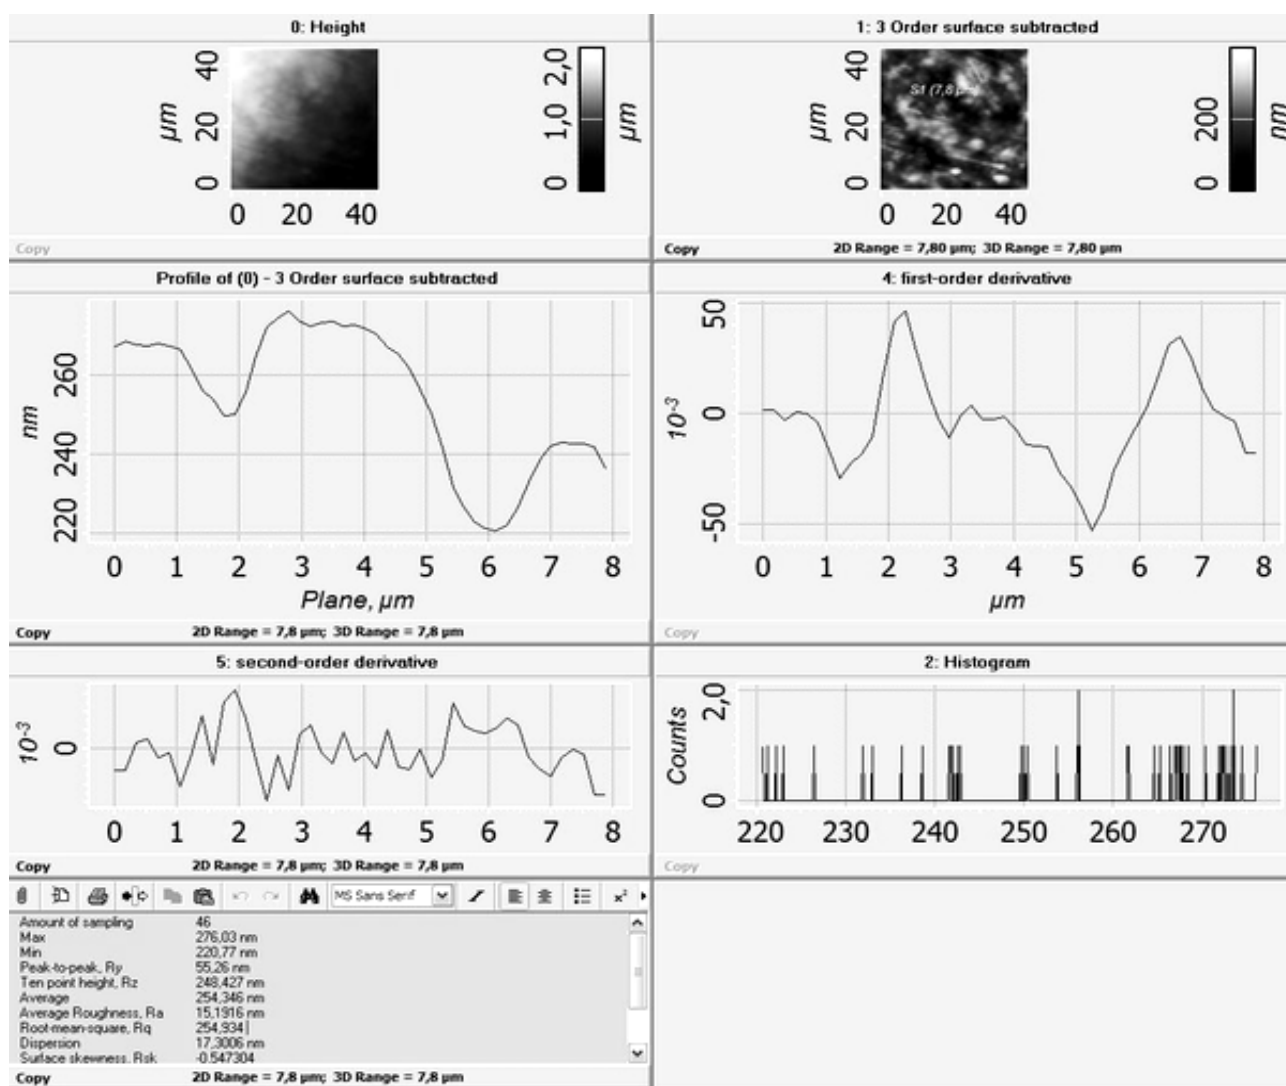 0: Height
40
20
0
µm
0 20 40
2,0
1,0
0
µm
Copy
1: 3 Order surface subtracted
40
20
0
µm
S1 (7,8 µm)
0 20 40
200
0
nm
Copy 2D Range = 7,80 µm; 3D Range = 7,80 µm
Profile of (0) - 3 Order surface subtracted
260
240
220
nm
0 1 2 3 4 5 6 7 8
Plane, µm
Copy 2D Range = 7,8 µm; 3D Range = 7,8 µm
4: first-order derivative
50
0
-50
10-3
0 1 2 3 4 5 6 7 8
µm
Copy
5: second-order derivative
0
10-3
0 1 2 3 4 5 6 7 8
Copy 2D Range = 7,8 µm; 3D Range = 7,8 µm
2: Histogram
2,0
0
Counts
220 230 240 250 260 270
Copy
MS Sans Serif
x²
Amount of sampling 46
Max 276,03 nm
Min 220,77 nm
Peak-to-peak, Ry 55,26 nm
Ten point height, Rz 248,427 nm
Average 254,346 nm
Average Roughness, Ra 15,1916 nm
Root-mean-square, Rq 254,934
Dispersion 17,3006 nm
Surface skewness, Rsk -0,547304
Copy 2D Range = 7,8 µm; 3D Range = 7,8 µm